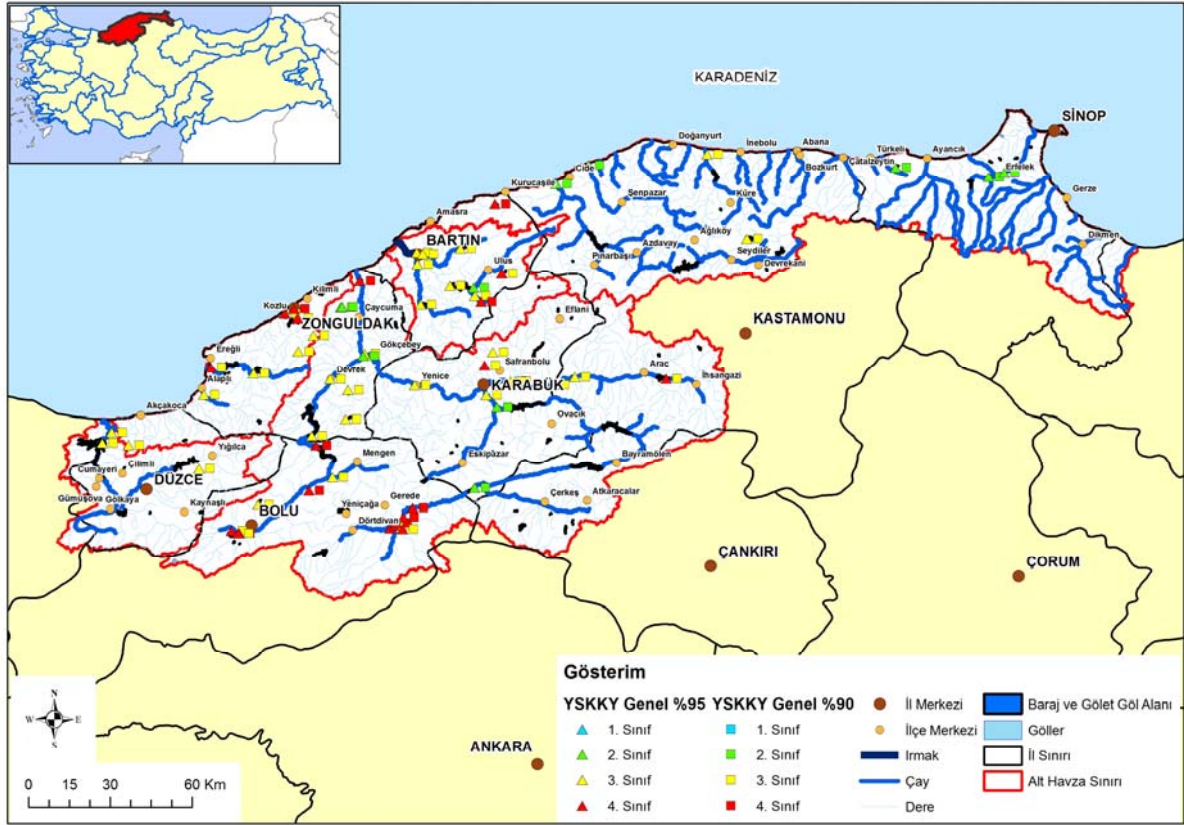 KARADENİZ
SİNOP
Doğanyurt
İnebolu
Abana
Bozkurt
Çatalzeytin
Türkeli
Ayancık
Erfelek
Gerze
Dikmen
Cide
Kurucaşile
Şenpazar
Küre
Amasra
BARTIN
Ulus
Pınarbaşı
Azdavay
Ağlıköy
Seydiler
Devrekani
Kilimli
Kozlu
ZONGULDAK
Çaycuma
Eflani
KASTAMONU
Gökçebey
Safranbolu
Ereğli
Alaplı
Devrek
Yenice
KARABÜK
Arac
İhsangazi
Akçakoca
Ovacık
Yığılca
Mengen
Eskipazar
Bayramölen
Cumayeri
Çilimli
DÜZCE
Gümüşova
Gölkaya
Kaynaşlı
BOLU
Yeniçağa
Gerede
Dörtdivan
Çerkeş
Atkaracalar
ÇANKIRI
ÇORUM
ANKARA
N
W
E
S
0 15 30 60 Km
Gösterim
YSKKY Genel %95
1. Sınıf
2. Sınıf
3. Sınıf
4. Sınıf
YSKKY Genel %90
1. Sınıf
2. Sınıf
3. Sınıf
4. Sınıf
İl Merkezi
İlçe Merkezi
Irmak
Çay
Dere
Baraj ve Gölet Göl Alanı
Göller
İl Sınırı
Alt Havza Sınırı